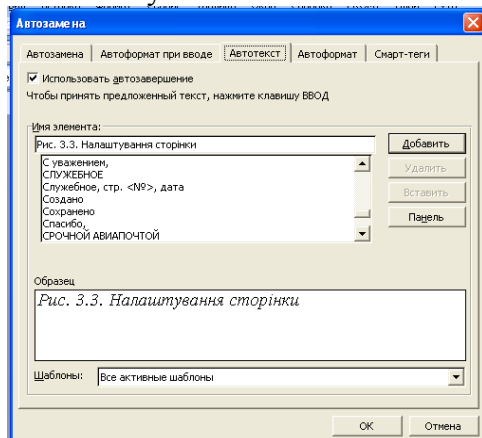 Автозамена
Автозамена Автоформат при вводе Автотекст Автоформат Смарт-теги
Использовать автозавершение
Чтобы принять предложенный текст, нажмите клавишу ВВОД
Имя элемента:
Рис. 3.3. Налаштування сторінки
Добавить
С уважением,
СЛУЖЕБНОЕ
Удалить
Служебное, стр. <№>, дата
Создано
Вставить
Сохранено
Спасибо,
Панель
СРОЧНОЙ АВИАПОЧТОЙ
Образец
Рис. 3.3. Налаштування сторінки
Шаблоны: Все активные шаблоны
ОК Отмена